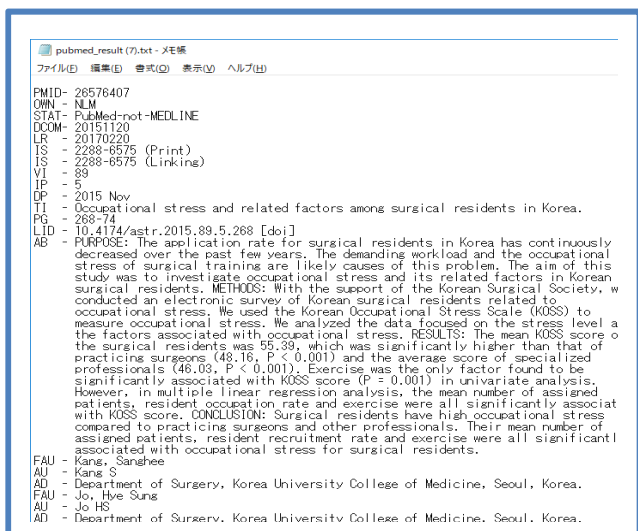 pubmed_result (7).txt - メモ帳
ファイル(F) 編集(E) 書式(O) 表示(V) ヘルプ(H)
PMID- 26576407
OWN - NLM
STAT- PubMed-not-MEDLINE
DCOM- 20151120
LR  - 20170220
IS  - 2288-6575 (Print)
IS  - 2288-6575 (Linking)
VI  - 89
IP  - 5
DP  - 2015 Nov
TI  - Occupational stress and related factors among surgical residents in Korea.
PG  - 268-74
LID - 10.4174/astr.2015.89.5.268 [doi]
AB  - PURPOSE: The application rate for surgical residents in Korea has continuously
decreased over the past few years. The demanding workload and the occupational
stress of surgical training are likely causes of this problem. The aim of this
study was to investigate occupational stress and its related factors in Korean
surgical residents. METHODS: With the support of the Korean Surgical Society, w
conducted an electronic survey of Korean surgical residents related to
occupational stress. We used the Korean Occupational Stress Scale (KOSS) to
measure occupational stress. We analyzed the data focused on the stress level a
the factors associated with occupational stress. RESULTS: The mean KOSS score o
the surgical residents was 55.39, which was significantly higher than that of
practicing surgeons (48.16, P < 0.001) and the average score of specialized
professionals (46.03, P < 0.001). Exercise was the only factor found to be
significantly associated with KOSS score (P = 0.001) in univariate analysis.
However, in multiple linear regression analysis, the mean number of assigned
patients, resident occupation rate and exercise were all significantly associat
with KOSS score. CONCLUSION: Surgical residents have high occupational stress
compared to practicing surgeons and other professionals. Their mean number of
assigned patients, resident recruitment rate and exercise were all significantl
associated with occupational stress for surgical residents.
FAU - Kang, Sanghee
AU  - Kang S
AD  - Department of Surgery, Korea University College of Medicine, Seoul, Korea.
FAU - Jo, Hye Sung
AU  - Jo HS
AD  - Department of Surgery, Korea University College of Medicine, Seoul, Korea.